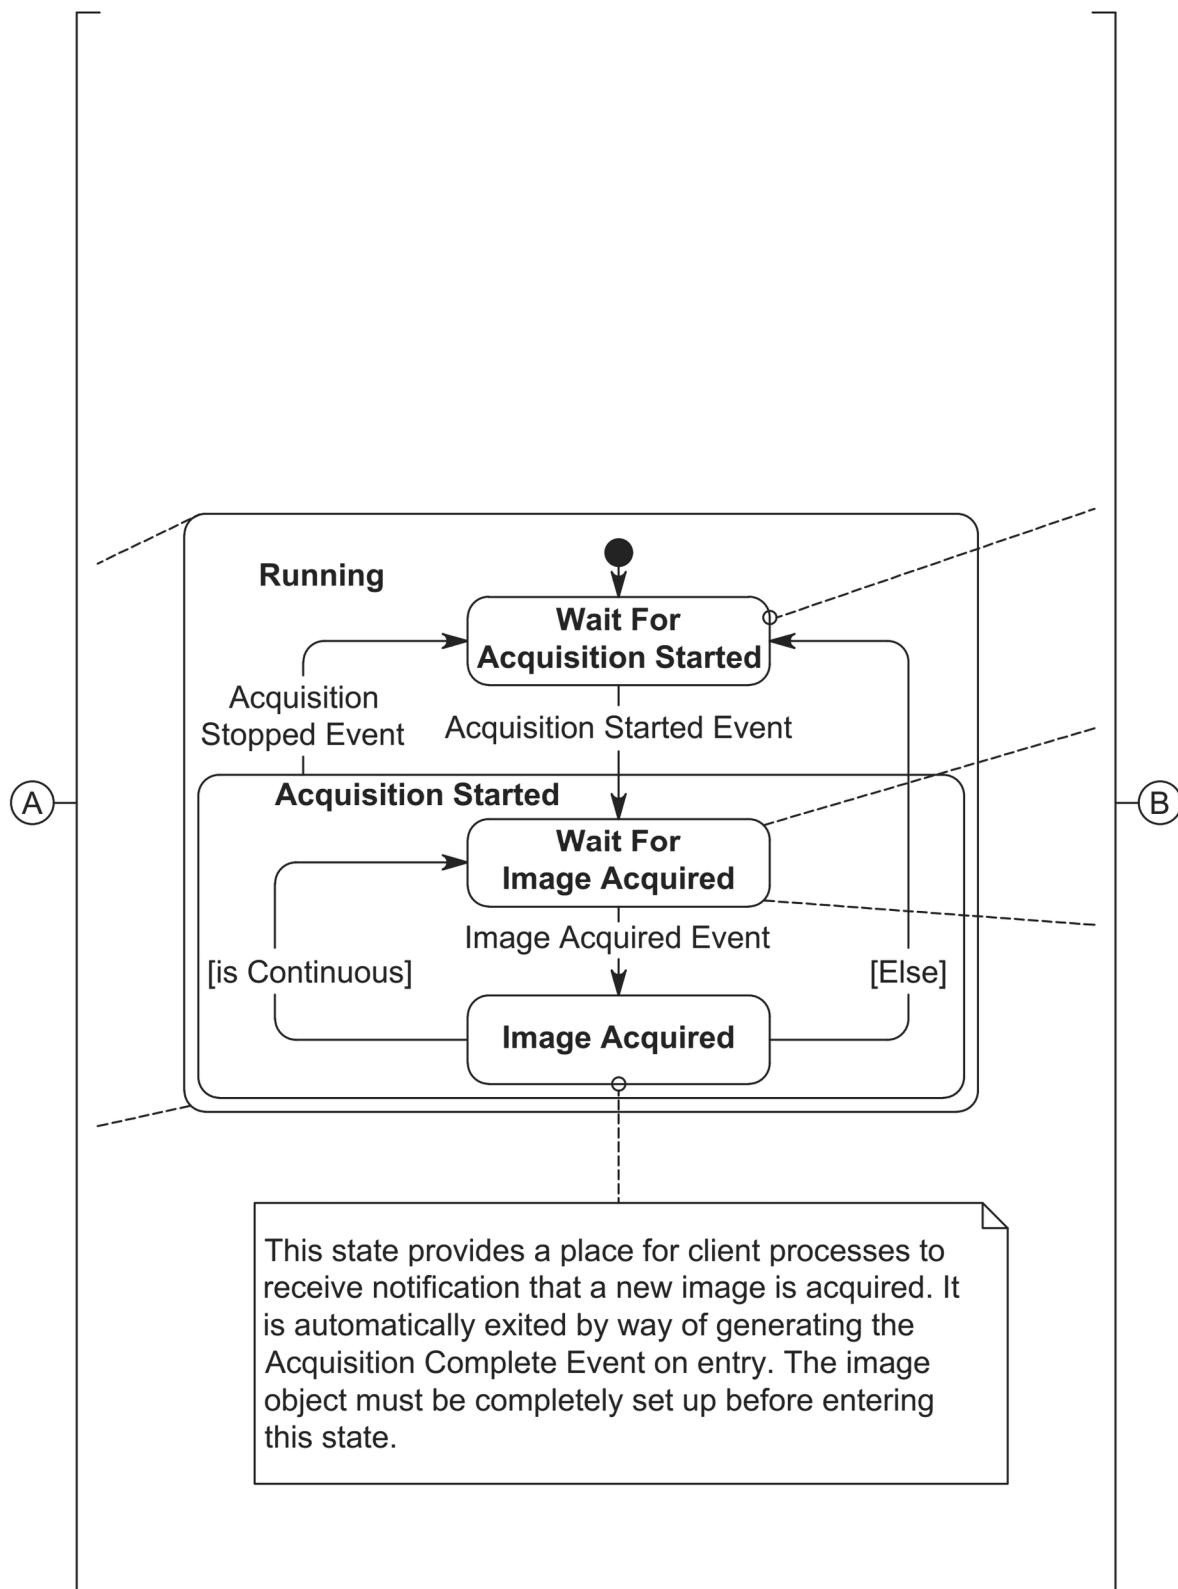 Running
Wait For
Acquisition Started
Acquisition
Stopped Event
Acquisition Started Event
A
B
Acquisition Started
Wait For
Image Acquired
Image Acquired Event
[is Continuous]
[Else]
Image Acquired
This state provides a place for client processes to
receive notification that a new image is acquired. It
is automatically exited by way of generating the
Acquisition Complete Event on entry. The image
object must be completely set up before entering
this state.